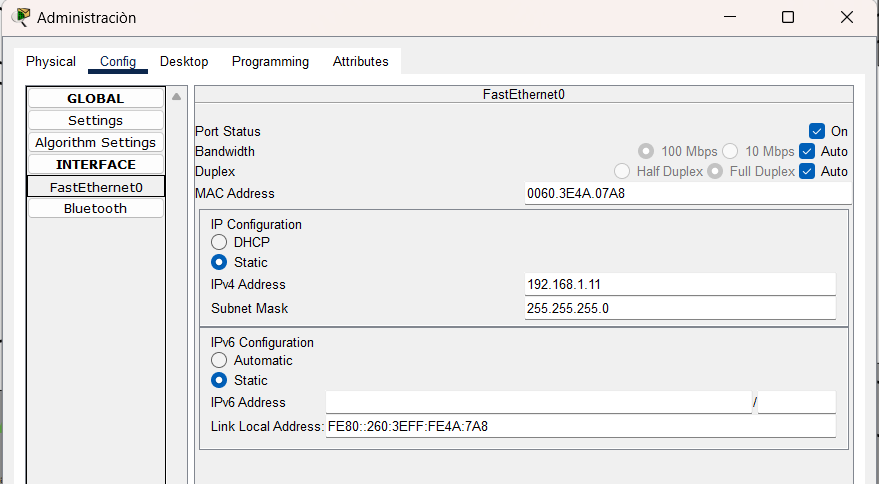 Administraciòn
Physical Config Desktop Programming Attributes
GLOBAL
Settings
Algorithm Settings
INTERFACE
FastEthernet0
Bluetooth
FastEthernet0
Port Status On
Bandwidth 100 Mbps 10 Mbps Auto
Duplex Half Duplex Full Duplex Auto
MAC Address 0060.3E4A.07A8
IP Configuration
DHCP
Static
IPv4 Address 192.168.1.11
Subnet Mask 255.255.255.0
IPv6 Configuration
Automatic
Static
IPv6 Address /
Link Local Address: FE80::260:3EFF:FE4A:7A8